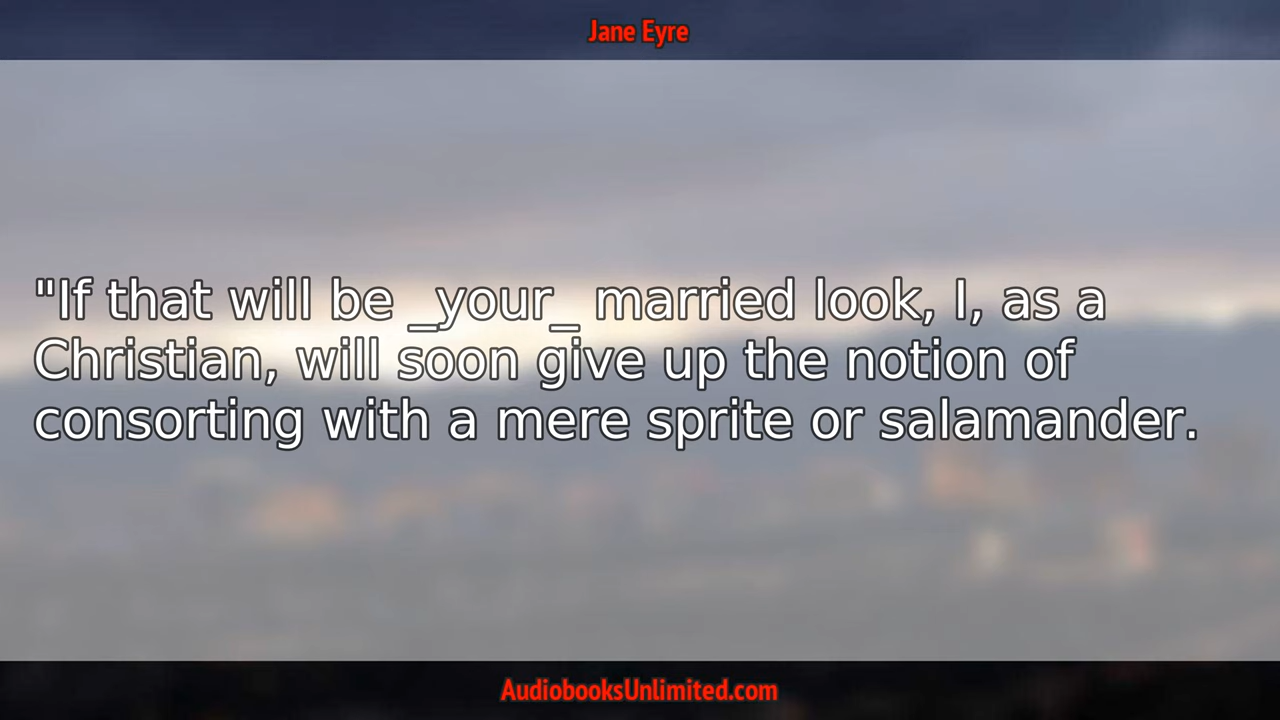 Jane Eyre
"If that will be _your_ married look, I, as a
Christian, will soon give up the notion of
consorting with a mere sprite or salamander.
AudiobooksUnlimited.com